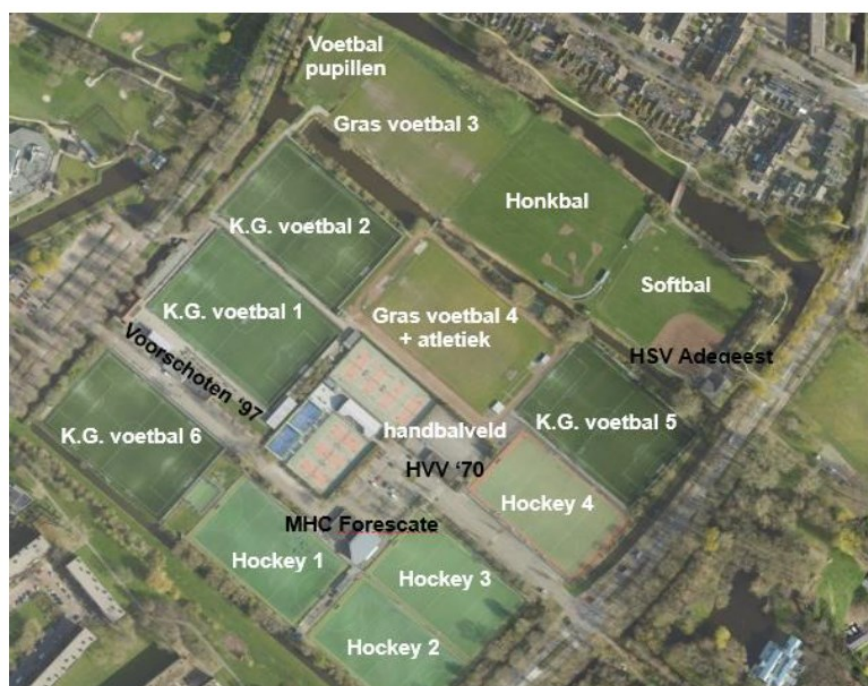 Voetbal
pupillen
Gras voetbal 3
Honkbal
K.G. voetbal 2
Softbal
K.G. voetbal 1
Gras voetbal 4
+ atletiek
HSV Adegeest
Voorschoten '97
K.G. voetbal 6
handbalveld
K.G. voetbal 5
HVV '70
Hockey 4
MHC Forescate
Hockey 1
Hockey 3
Hockey 2